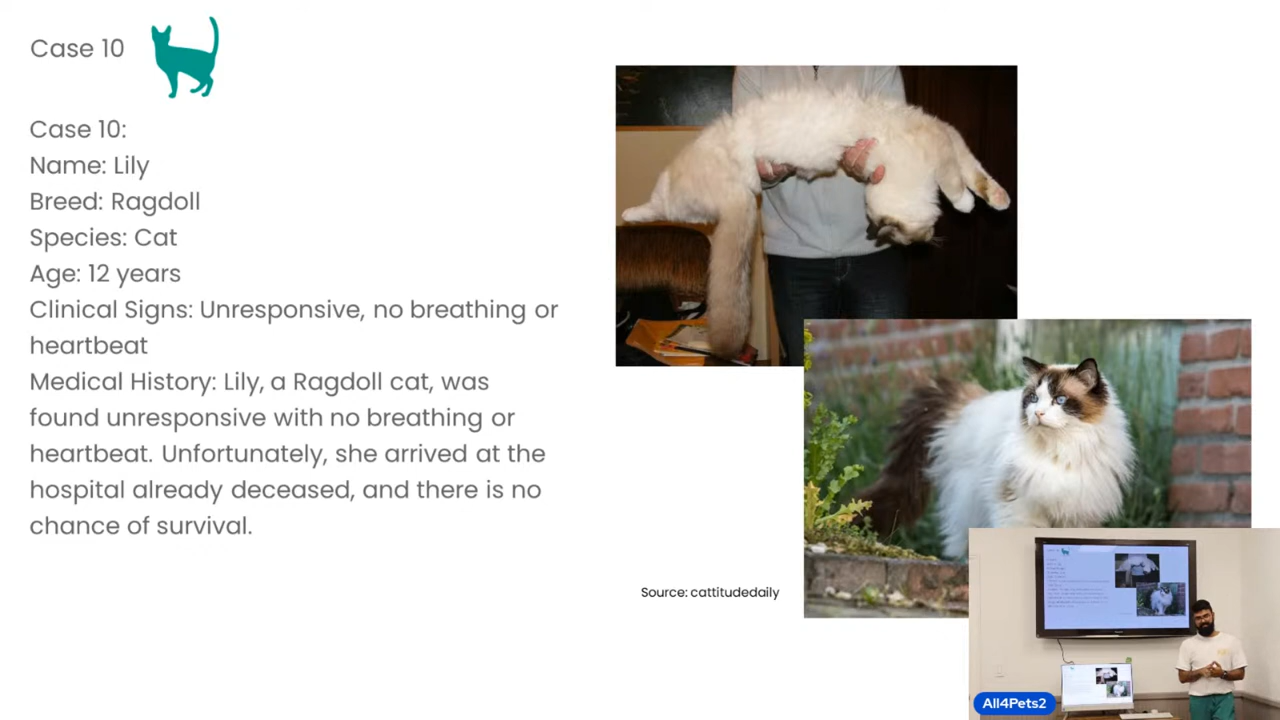 Case 10
Case 10:
Name: Lily
Breed: Ragdoll
Species: Cat
Age: 12 years
Clinical Signs: Unresponsive, no breathing or
heartbeat
Medical History: Lily, a Ragdoll cat, was
found unresponsive with no breathing or
heartbeat. Unfortunately, she arrived at the
hospital already deceased, and there is no
chance of survival.
Source: cattitudedaily
All4Pets2